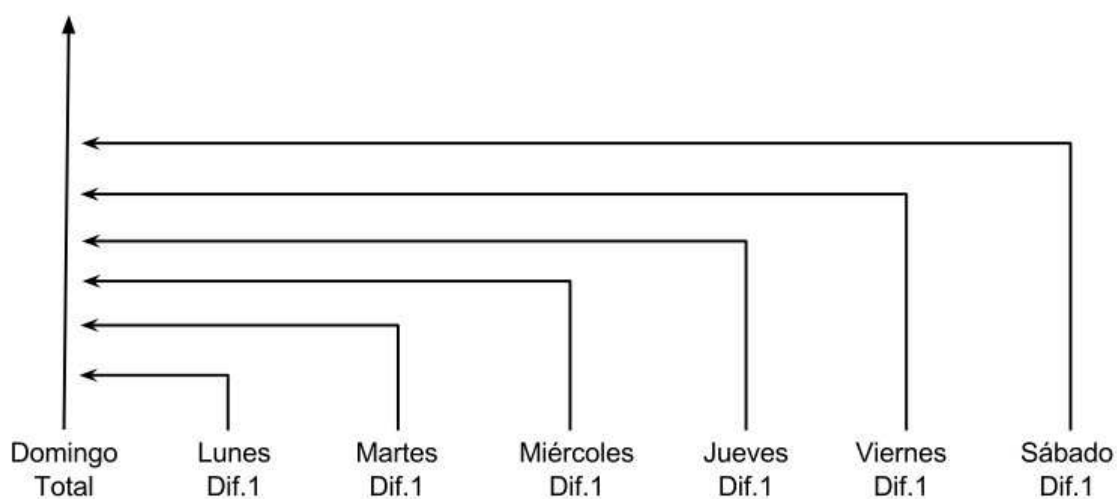 Domingo Lunes Martes Miércoles Jueves Viernes Sábado
Total Dif.1 Dif.1 Dif.1 Dif.1 Dif.1 Dif.1